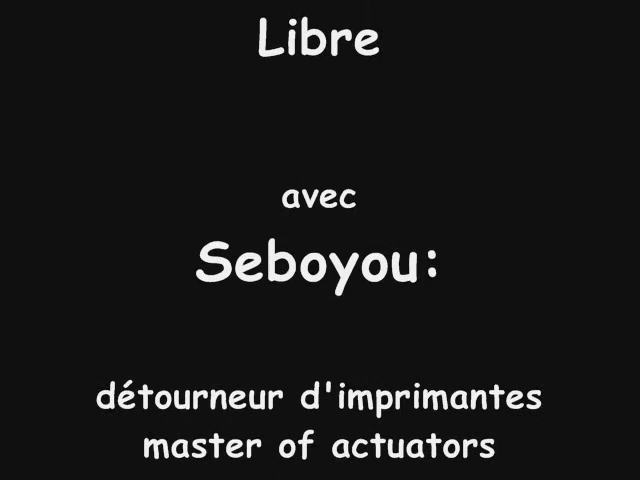 Libre
avec
Seboyou:
détourneur d'imprimantes
master of actuators